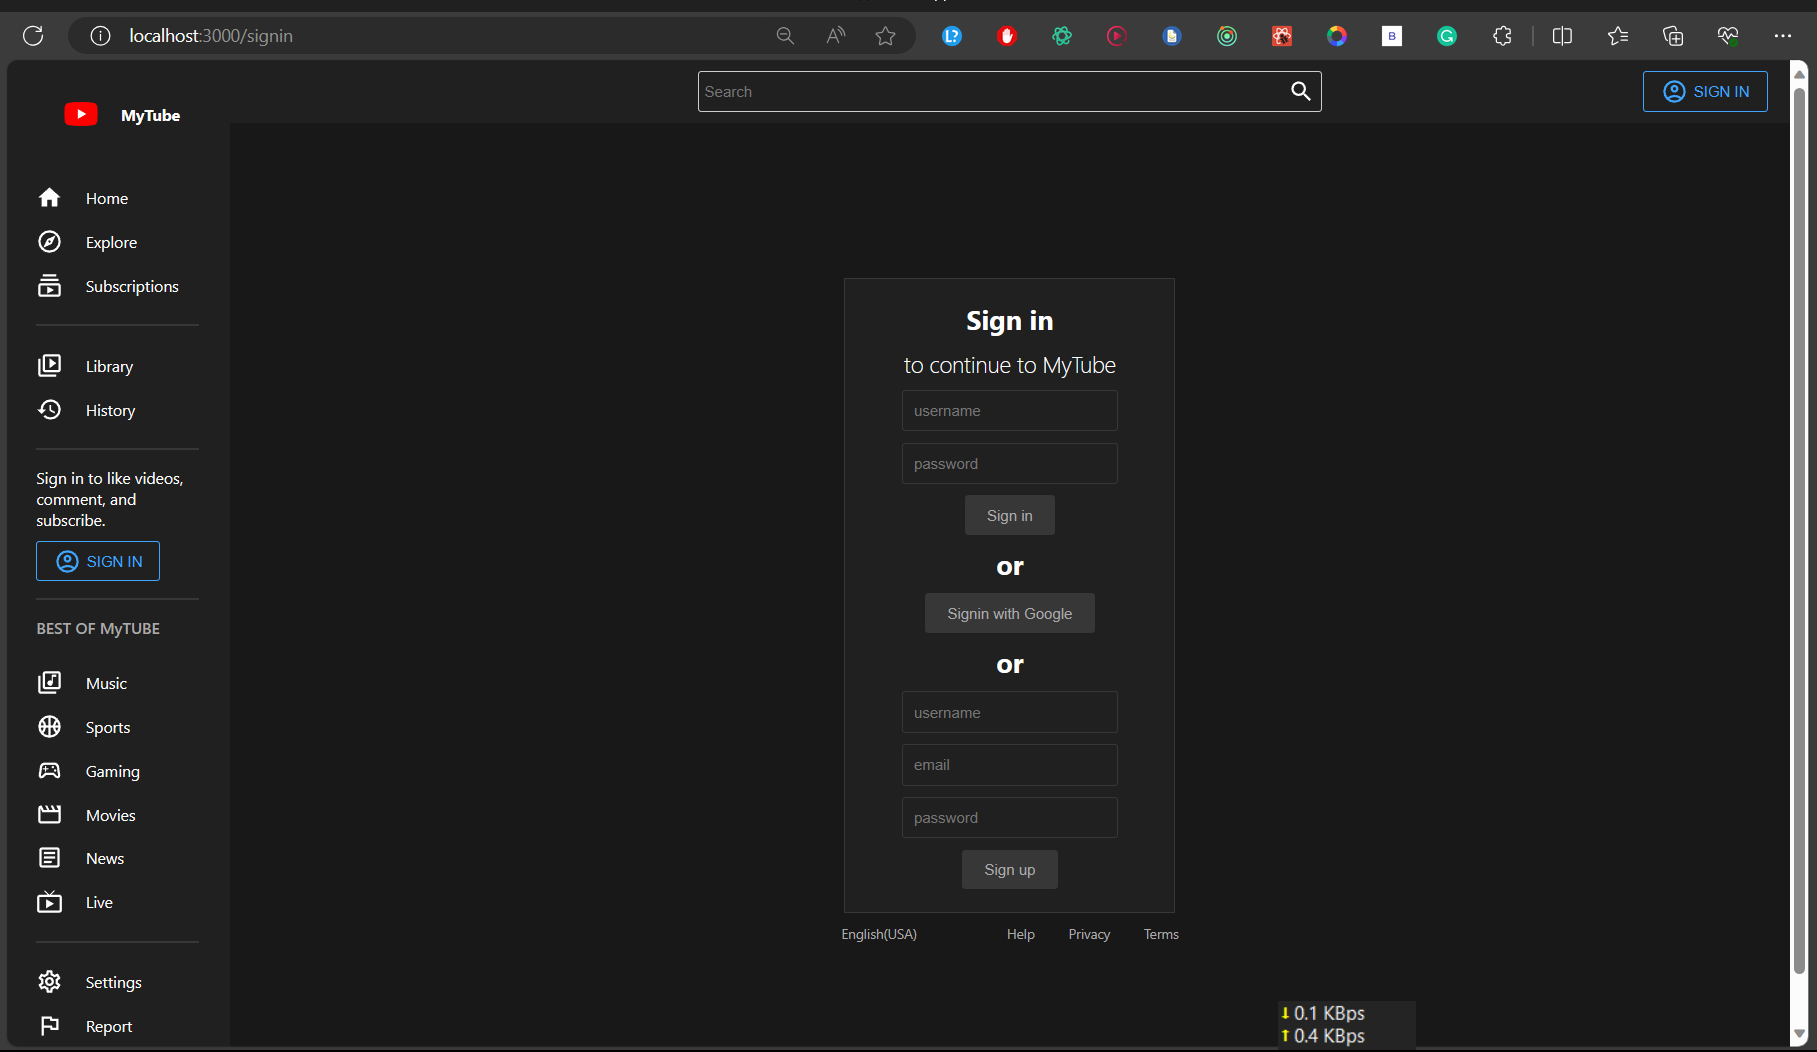 localhost:3000/signin
MyTube
Search
SIGN IN
Home
Explore
Subscriptions
Library
History
Sign in to like videos,
comment, and
subscribe.
SIGN IN
BEST OF MyTUBE
Music
Sports
Gaming
Movies
News
Live
Settings
Report
Sign in
to continue to MyTube
username
password
Sign in
or
Signin with Google
or
username
email
password
Sign up
English(USA) Help Privacy Terms
0.1 KBps
0.4 KBps